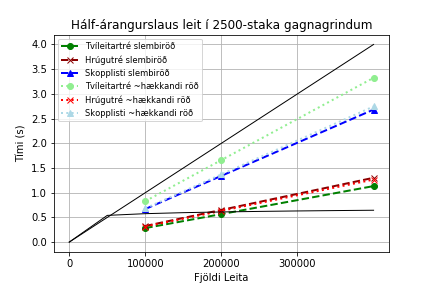 Hálf-árangurslaus leit í 2500-staka gagnagrindum
Tvíleitartré slembiröð
Hrúgutré slembiröð
Skopplisti slembiröð
Tvíleitartré ~hækkandi röð
Hrúgutré ~hækkandi röð
Skopplisti ~hækkandi röð
4.0
3.5
3.0
2.5
2.0
1.5
1.0
0.5
0.0
Tími (s)
0 100000 200000 300000
Fjöldi Leita